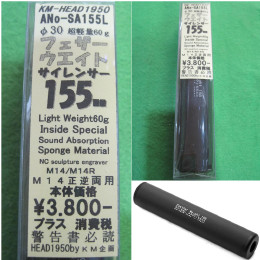 KM-HEAD1950
ANo-SA155L
φ30 超軽量60g
フェザー
ウエイト
サイレンサー
155mm
Light Weight60g
Inside Special
Sound Absorption
Sponge Material
NC sculpture engraver
M14/M14R
M14正逆両用
本体価格
¥3,800-
プラス 消費税
警告書必読
HEAD1950by KM企画